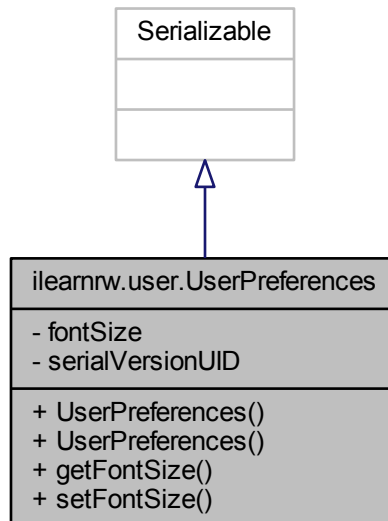 Serializable
ilearnrw.user.UserPreferences
- fontSize
- serialVersionUID
+ UserPreferences()
+ UserPreferences()
+ getFontSize()
+ setFontSize()